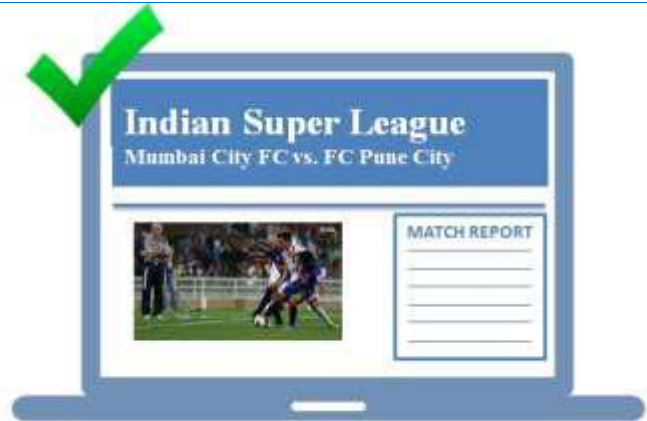 Indian Super League
Mumbai City FC vs. FC Pune City
MATCH REPORT